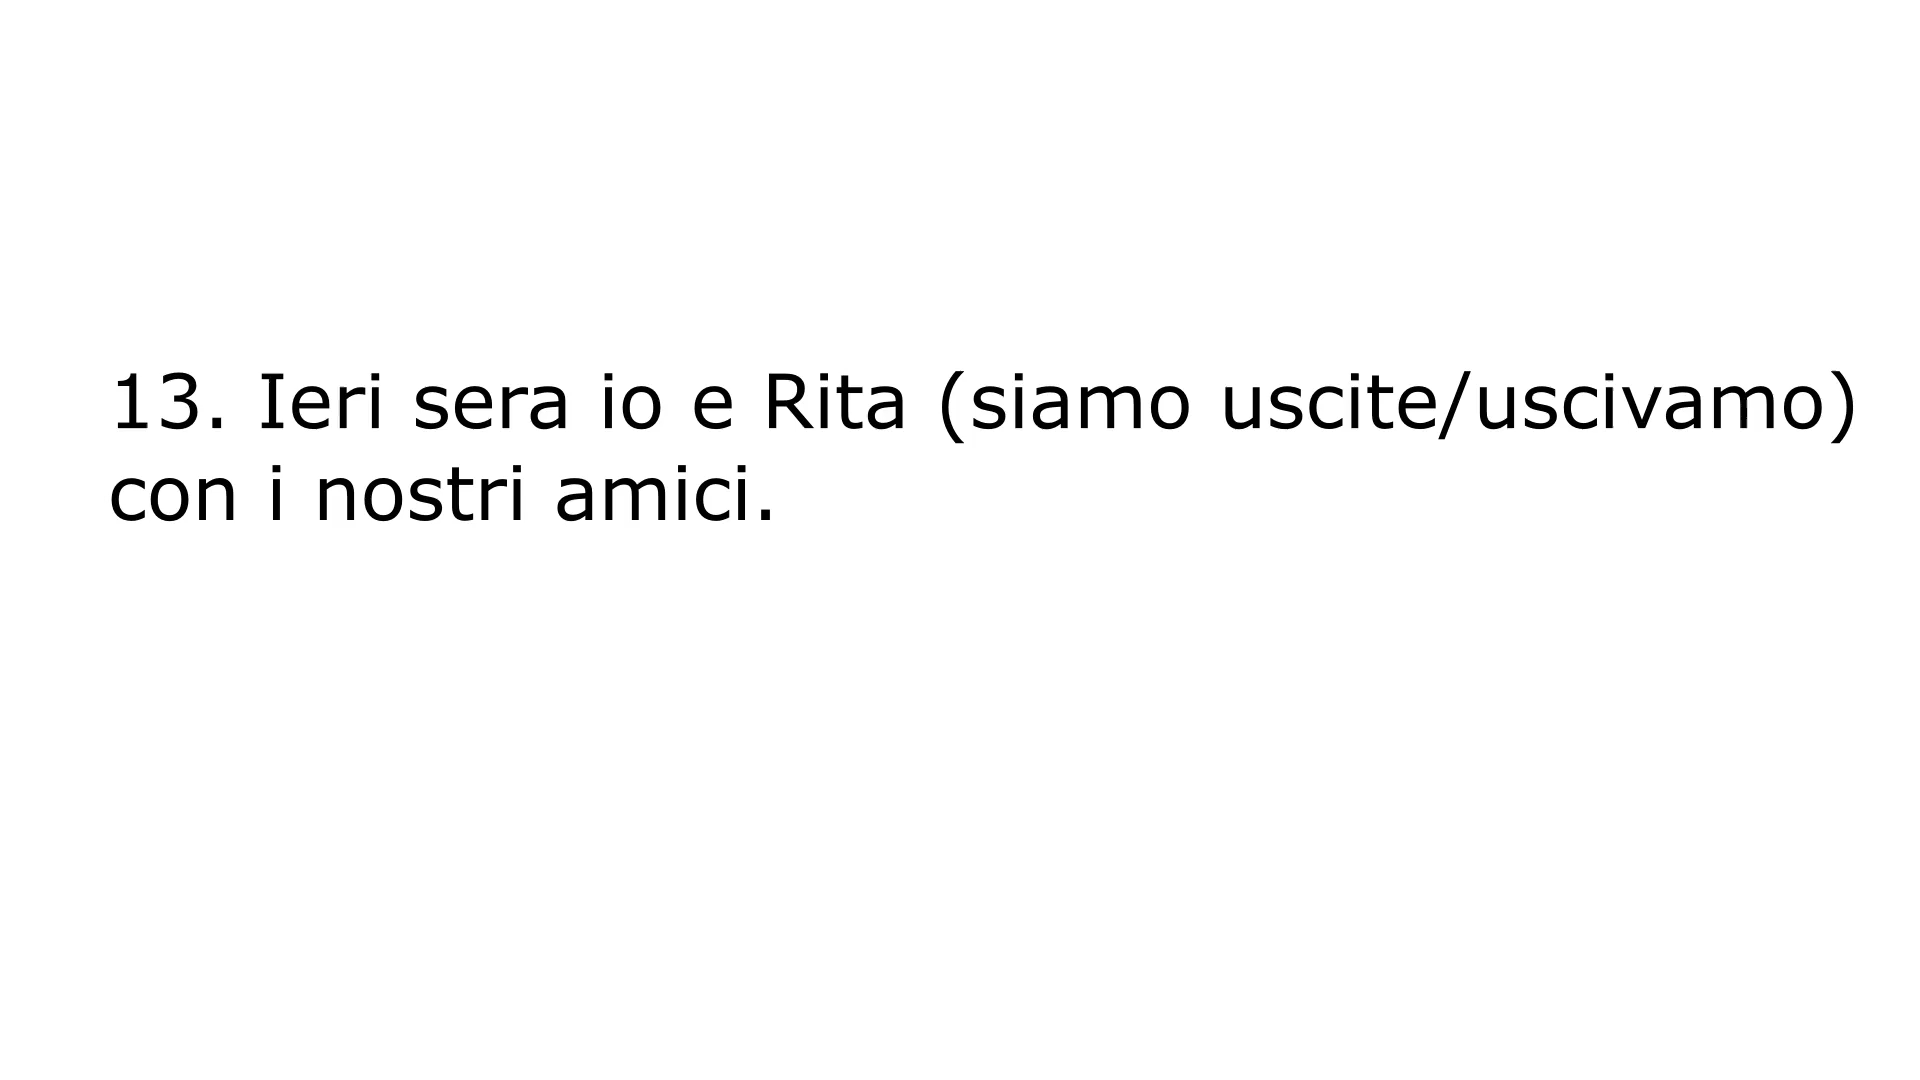 13. Ieri sera io e Rita (siamo uscite/uscivamo)
con i nostri amici.